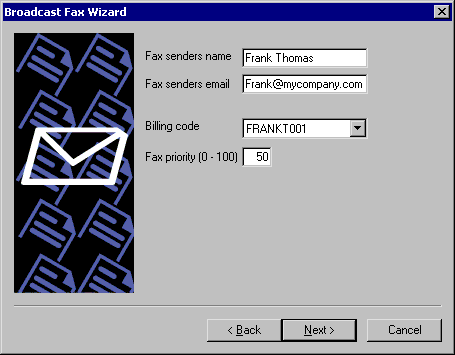 Broadcast Fax Wizard
Fax senders name Frank Thomas
Fax senders email Frank@mycompany.com
Billing code FRANKT001
Fax priority (0 - 100) 50
< Back Next > Cancel